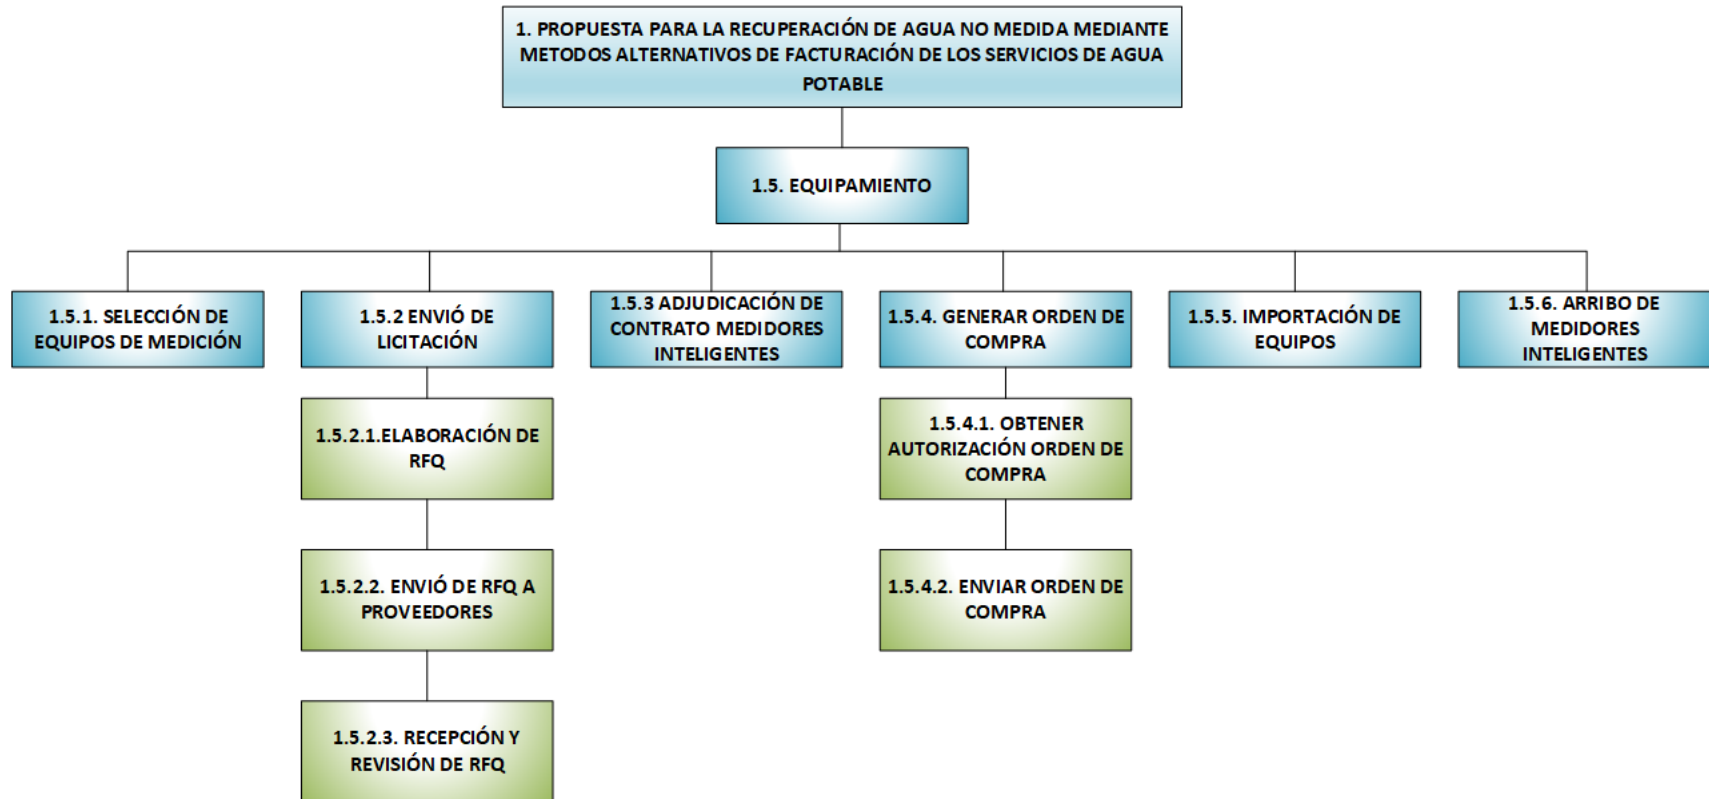 1. PROPUESTA PARA LA RECUPERACIÓN DE AGUA NO MEDIDA MEDIANTE
METODOS ALTERNATIVOS DE FACTURACIÓN DE LOS SERVICIOS DE AGUA
POTABLE
1.5. EQUIPAMIENTO
1.5.1. SELECCIÓN DE
EQUIPOS DE MEDICIÓN
1.5.2 ENVIÓ DE
LICITACIÓN
1.5.3 ADJUDICACIÓN DE
CONTRATO MEDIDORES
INTELIGENTES
1.5.4. GENERAR ORDEN DE
COMPRA
1.5.5. IMPORTACIÓN DE
EQUIPOS
1.5.6. ARRIBO DE
MEDIDORES
INTELIGENTES
1.5.2.1.ELABORACIÓN DE
RFQ
1.5.4.1. OBTENER
AUTORIZACIÓN ORDEN DE
COMPRA
1.5.2.2. ENVIÓ DE RFQ A
PROVEEDORES
1.5.4.2. ENVIAR ORDEN DE
COMPRA
1.5.2.3. RECEPCIÓN Y
REVISIÓN DE RFQ